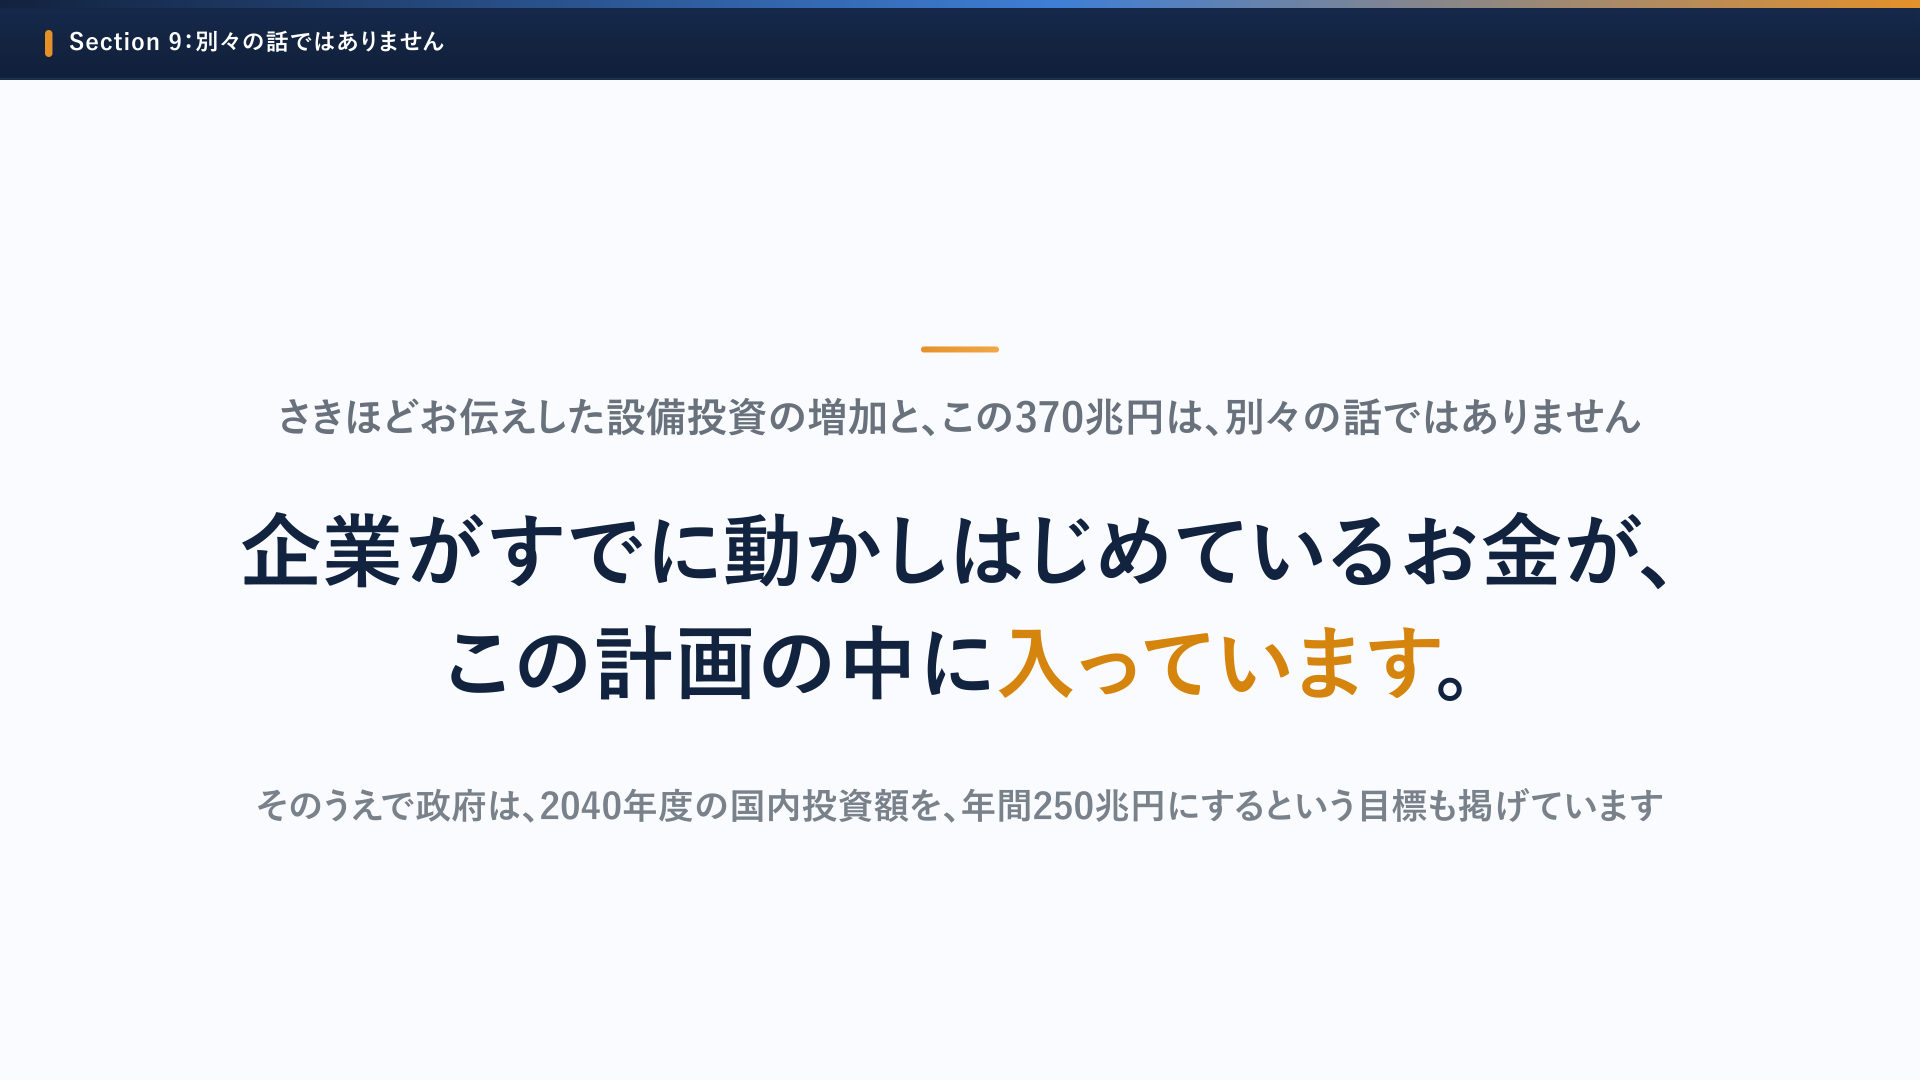 Section 9：別々の話ではありません
さきほどお伝えした設備投資の増加と、この370兆円は、別々の話ではありません
企業がすでに動かしはじめているお金が、
この計画の中に入っています。
そのうえで政府は、2040年度の国内投資額を、年間250兆円にするという目標も掲げています